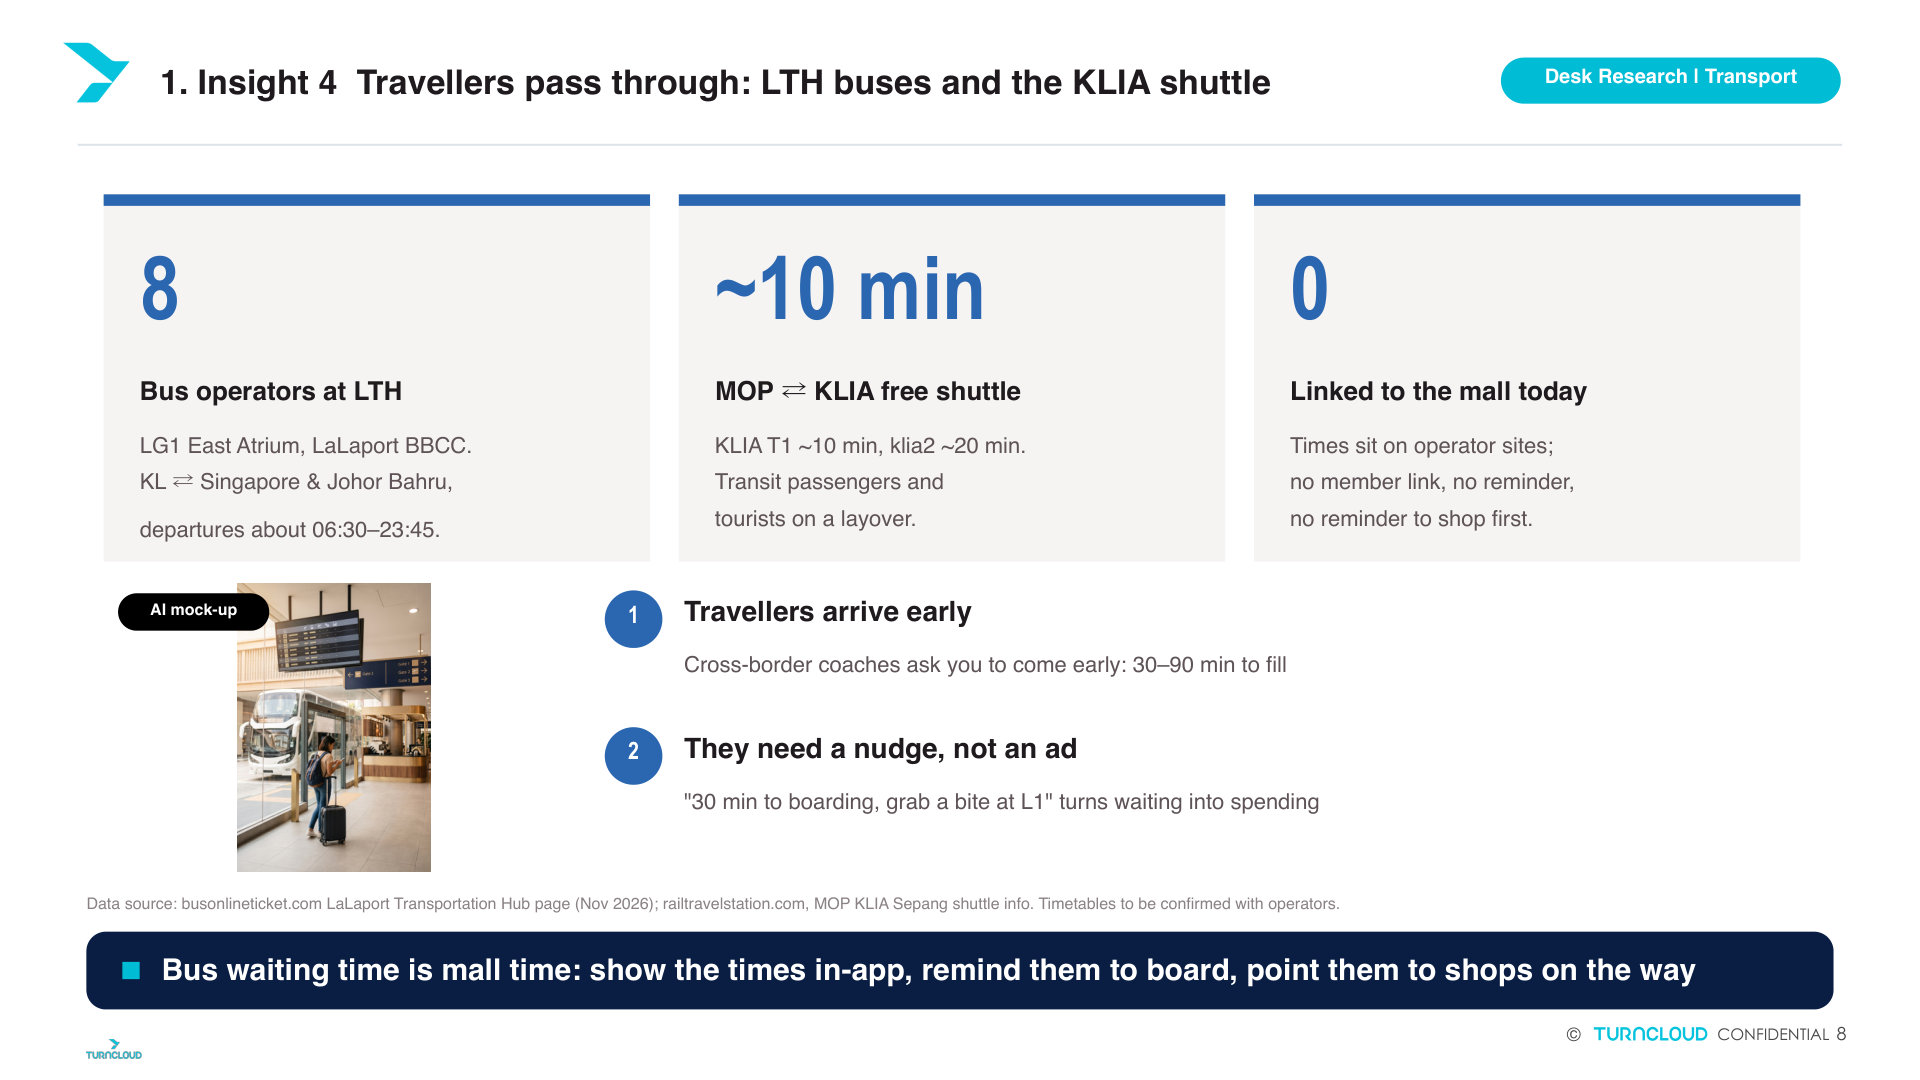 1. Insight 4 Travellers pass through: LTH buses and the KLIA shuttle
Desk Research | Transport
8
Bus operators at LTH
LG1 East Atrium, LaLaport BBCC.
KL ⇄ Singapore & Johor Bahru,
departures about 06:30–23:45.
~10 min
MOP ⇄ KLIA free shuttle
KLIA T1 ~10 min, klia2 ~20 min.
Transit passengers and
tourists on a layover.
0
Linked to the mall today
Times sit on operator sites;
no member link, no reminder,
no reminder to shop first.
AI mock-up
1
Travellers arrive early
Cross-border coaches ask you to come early: 30–90 min to fill
2
They need a nudge, not an ad
"30 min to boarding, grab a bite at L1" turns waiting into spending
Data source: busonlineticket.com LaLaport Transportation Hub page (Nov 2026); railtravelstation.com, MOP KLIA Sepang shuttle info. Timetables to be confirmed with operators.
Bus waiting time is mall time: show the times in-app, remind them to board, point them to shops on the way
TURNCLOUD
© TURNCLOUD CONFIDENTIAL 8